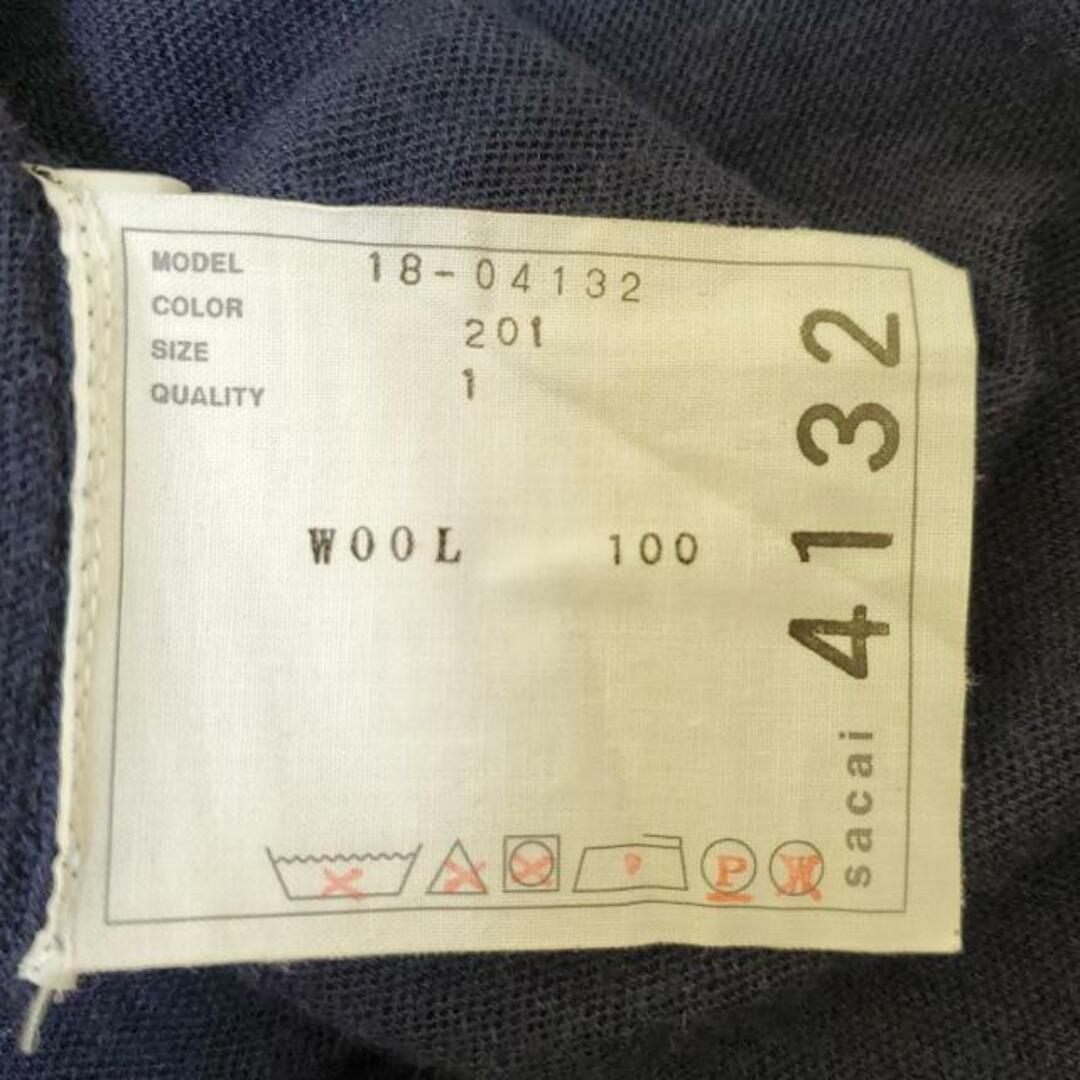 MODEL 18-04132
COLOR 201
SIZE 1
QUALITY
WOOL 100
P W
sacai 4132